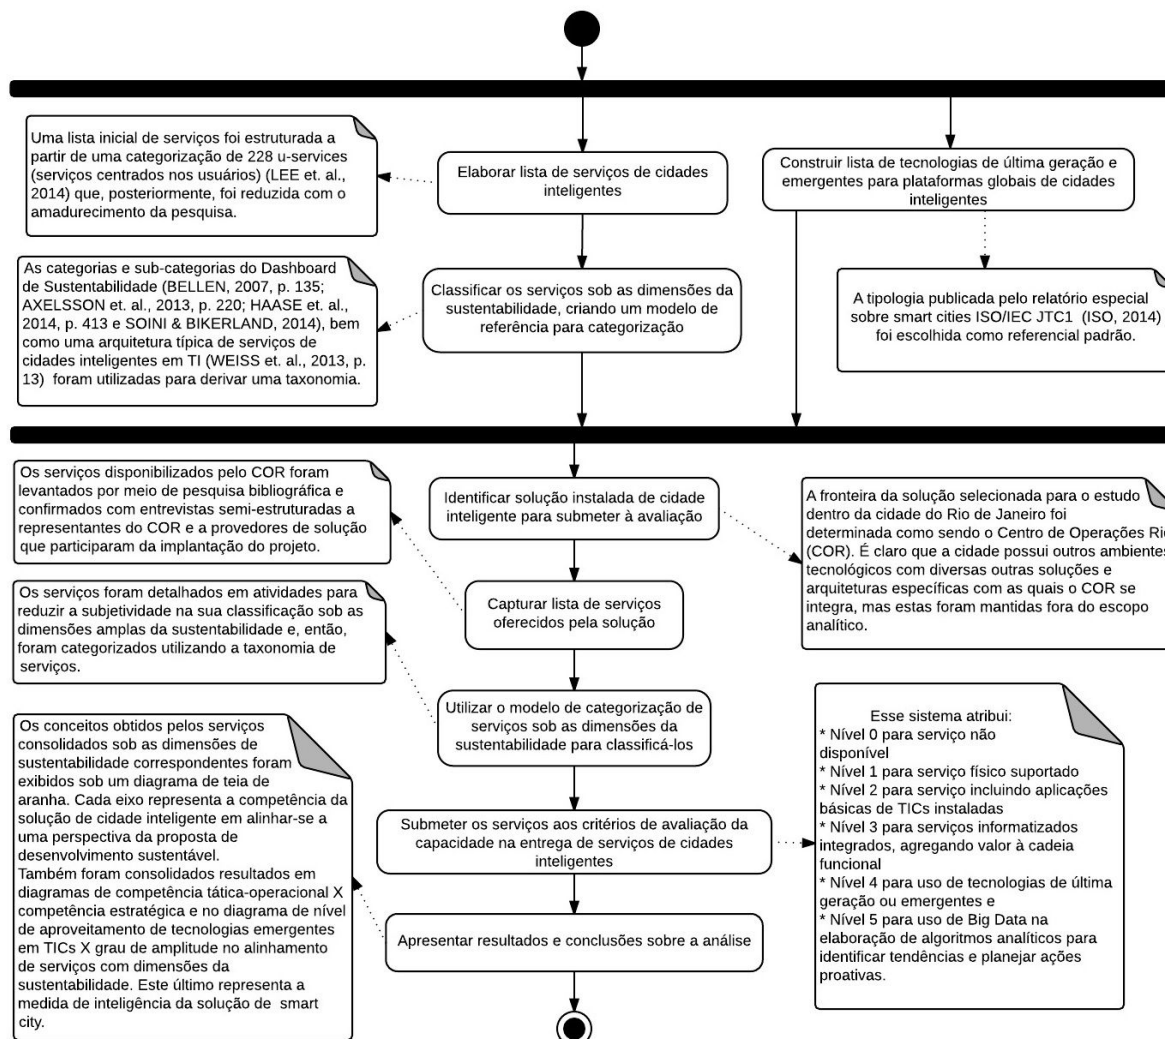 Uma lista inicial de serviços foi estruturada a
partir de uma categorização de 228 u-services
(serviços centrados nos usuários) (LEE et. al.,
2014) que, posteriormente, foi reduzida com o
amadurecimento da pesquisa.
Elaborar lista de serviços de cidades
inteligentes
Construir lista de tecnologias de última geração e
emergentes para plataformas globais de cidades
inteligentes
As categorias e sub-categorias do Dashboard
de Sustentabilidade (BELLEN, 2007, p. 135;
AXELSSON et. al., 2013, p. 220; HAASE et. al.,
2014, p. 413 e SOINI & BIKERLAND, 2014), bem
como uma arquitetura típica de serviços de
cidades inteligentes em TI (WEISS et. al., 2013, p.
13) foram utilizadas para derivar uma taxonomia.
Classificar os serviços sob as dimensões da
sustentabilidade, criando um modelo de
referência para categorização
A tipologia publicada pelo relatório especial
sobre smart cities ISO/IEC JTC1 (ISO, 2014)
foi escolhida como referencial padrão.
Os serviços disponibilizados pelo COR foram
levantados por meio de pesquisa bibliográfica e
confirmados com entrevistas semi-estruturadas a
representantes do COR e a provedores de solução
que participaram da implantação do projeto.
Identificar solução instalada de cidade
inteligente para submeter à avaliação
A fronteira da solução selecionada para o estudo
dentro da cidade do Rio de Janeiro foi
determinada como sendo o Centro de Operações Rio
(COR). É claro que a cidade possui outros ambientes
tecnológicos com diversas outras soluções e
arquiteturas específicas com as quais o COR se
integra, mas estas foram mantidas fora do escopo
analítico.
Capturar lista de serviços
oferecidos pela solução
Os serviços foram detalhados em atividades para
reduzir a subjetividade na sua classificação sob as
dimensões amplas da sustentabilidade e, então,
foram categorizados utilizando a taxonomia de
serviços.
Utilizar o modelo de categorização de
serviços sob as dimensões da
sustentabilidade para classificá-los
Os conceitos obtidos pelos serviços
consolidados sob as dimensões de
sustentabilidade correspondentes foram
exibidos sob um diagrama de teia de
aranha. Cada eixo representa a competência da
solução de cidade inteligente em alinhar-se a
uma perspectiva da proposta de
desenvolvimento sustentável.
Também foram consolidados resultados em
diagramas de competência tática-operacional X
competência estratégica e no diagrama de nível
de aproveitamento de tecnologias emergentes
em TICs X grau de amplitude no alinhamento
de serviços com dimensões da
sustentabilidade. Este último representa a
medida de inteligência da solução de smart
city.
Submeter os serviços aos critérios de avaliação da
capacidade na entrega de serviços de cidades
inteligentes
Esse sistema atribui:
* Nível 0 para serviço não
disponível
* Nível 1 para serviço físico suportado
* Nível 2 para serviço incluindo aplicações
básicas de TICs instaladas
* Nível 3 para serviços informatizados
integrados, agregando valor à cadeia
funcional
* Nível 4 para uso de tecnologias de última
geração ou emergentes e
* Nível 5 para uso de Big Data na
elaboração de algoritmos analíticos para
identificar tendências e planejar ações
proativas.
Apresentar resultados e conclusões sobre a análise